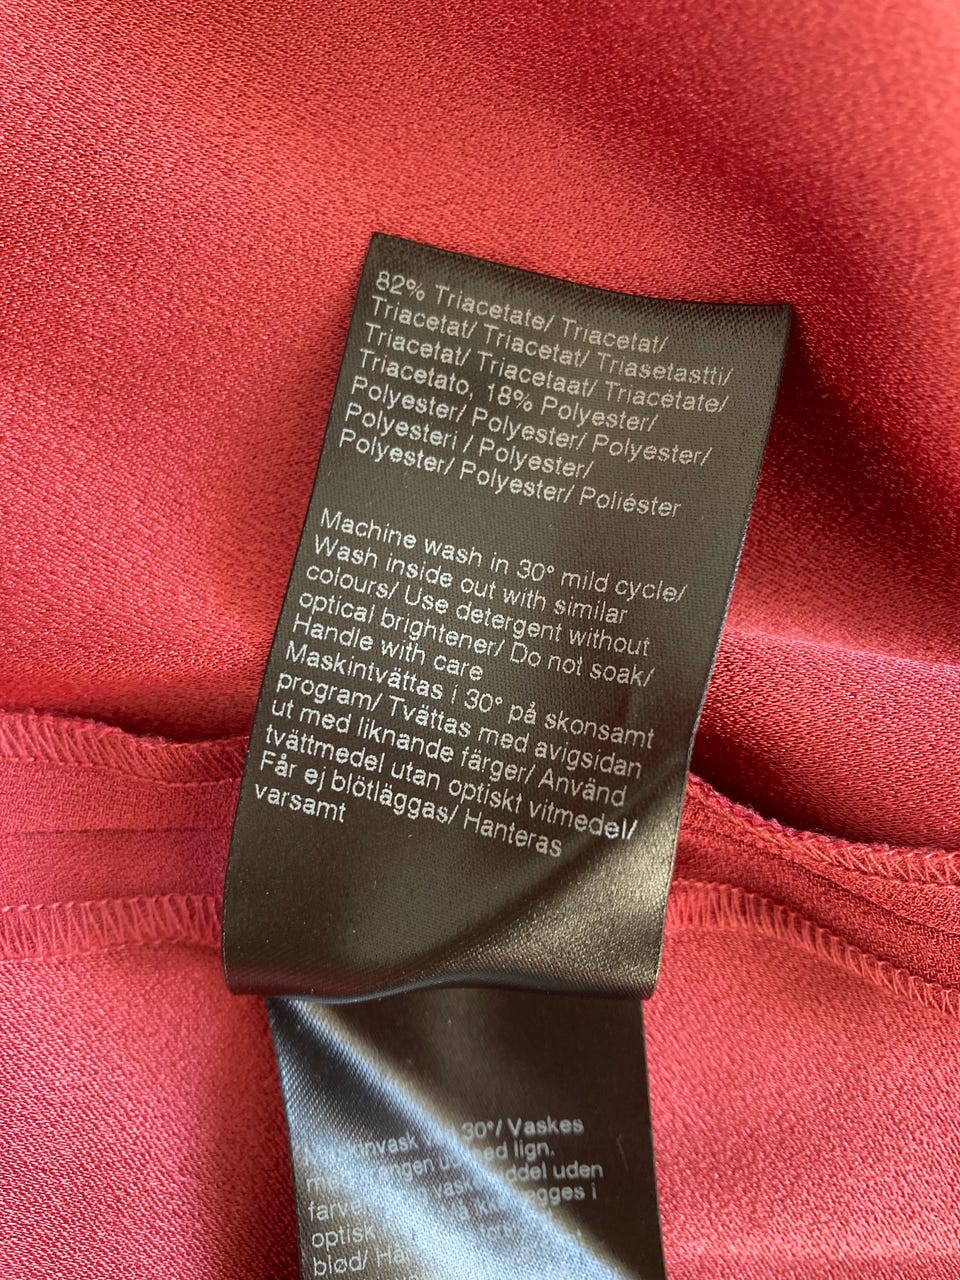 82% Triacetate/ Triacetat/
Triacetat/ Triacetat/ Triasetastti/
Triacetat/ Triacetaat/ Triacétate/
Triacetato, 18% Polyester/
Polyester/ Polyester/ Polyester/
Polyesteri / Polyester/
Polyester/ Polyester/ Poliéster
Machine wash in 30° mild cycle/
Wash inside out with similar
colours/ Use detergent without
optical brightener/ Do not soak/
Handle with care
Maskintvättas i 30° på skonsamt
program/ Tvättas med avigsidan
ut med liknande färger/ Använd
tvättmedel utan optiskt vitmedel/
Får ej blötläggas/ Hanteras
varsamt
30°/ Vaskes
lign.
uden
optisk i
blød/